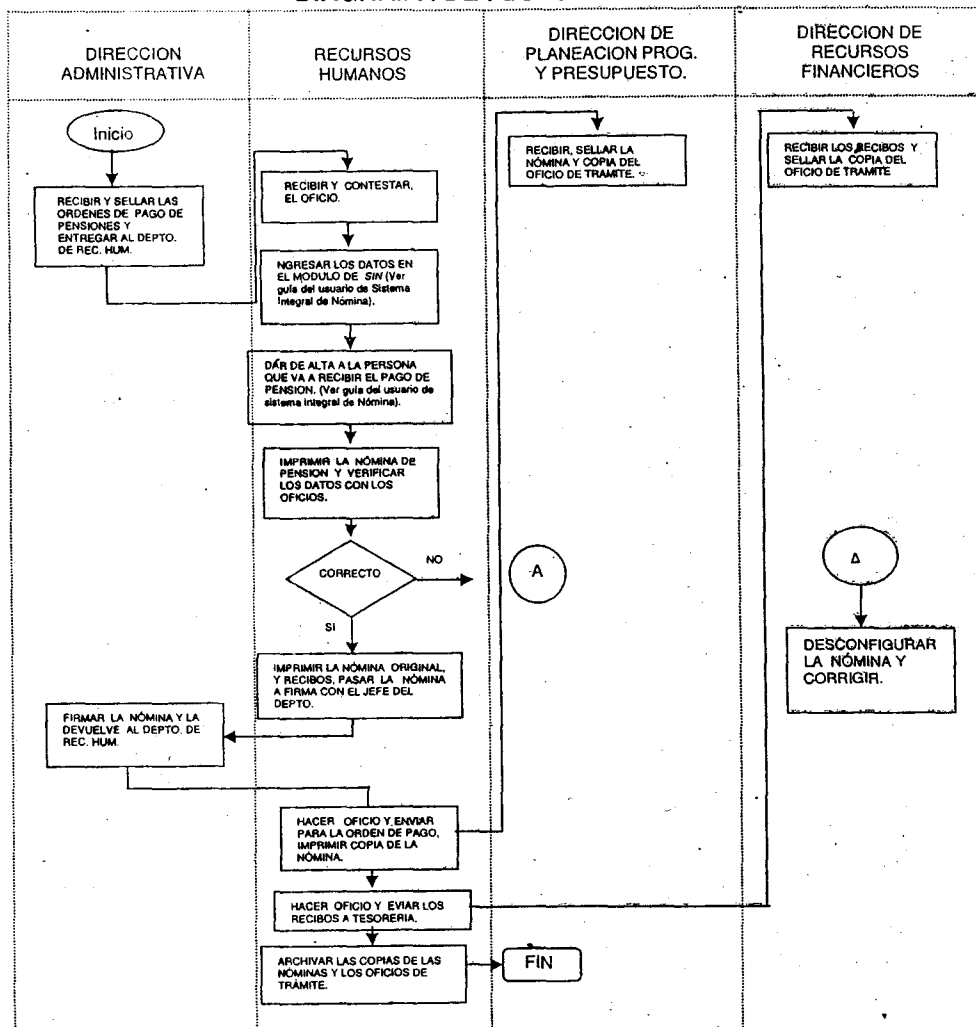 DIRECCION
ADMINISTRATIVA
RECURSOS
HUMANOS
DIRECCION DE
PLANEACION PROG.
Y PRESUPUESTO.
DIRECCION DE
RECURSOS
FINANCIEROS
Inicio
RECIBIR Y SELLAR LAS
ORDENES DE PAGO DE
PENSIONES Y
ENTREGAR AL DEPTO.
DE REC. HUM.
RECIBIR Y CONTESTAR,
EL OFICIO.
NGRESAR LOS DATOS EN
EL MODULO DE SIN (Ver
guía del usuario de Sistema
Integral de Nómina).
DÁR DE ALTA A LA PERSONA
QUE VA A RECIBIR EL PAGO DE
PENSION. (Ver guía del usuario de
sistema Integral de Nómina).
IMPRIMIR LA NÓMINA DE
PENSION Y VERIFICAR
LOS DATOS CON LOS
OFICIOS.
CORRECTO
NO
SI
A
IMPRIMIR LA NÓMINA ORIGINAL,
Y RECIBOS, PASAR LA NÓMINA
A FIRMA CON EL JEFE DEL
DEPTO.
FIRMAR LA NÓMINA Y LA
DEVUELVE AL DEPTO. DE
REC. HUM.
HACER OFICIO Y ENVIAR
PARA LA ORDEN DE PAGO,
IMPRIMIR COPIA DE LA
NÓMINA.
HACER OFICIO Y EVIAR LOS
RECIBOS A TESORERIA.
ARCHIVAR LAS COPIAS DE LAS
NÓMINAS Y LOS OFICIOS DE
TRÁMITE.
FIN
RECIBIR, SELLAR LA
NÓMINA Y COPIA DEL
OFICIO DE TRAMITE.
RECIBIR LOS RECIBOS Y
SELLAR LA COPIA DEL
OFICIO DE TRAMITE
A
DESCONFIGURAR
LA NÓMINA Y
CORRIGIR.